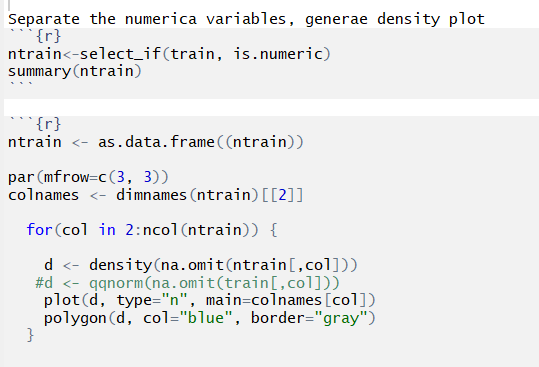 Separate the numerica variables, generae density plot
```{r}
ntrain<-select_if(train, is.numeric)
summary(ntrain)
```
```{r}
ntrain <- as.data.frame((ntrain))
par(mfrow=c(3, 3))
colnames <- dimnames(ntrain)[[2]]
for(col in 2:ncol(ntrain)) {
d <- density(na.omit(ntrain[,col]))
#d <- qqnorm(na.omit(train[,col]))
plot(d, type="n", main=colnames[col])
polygon(d, col="blue", border="gray")
}